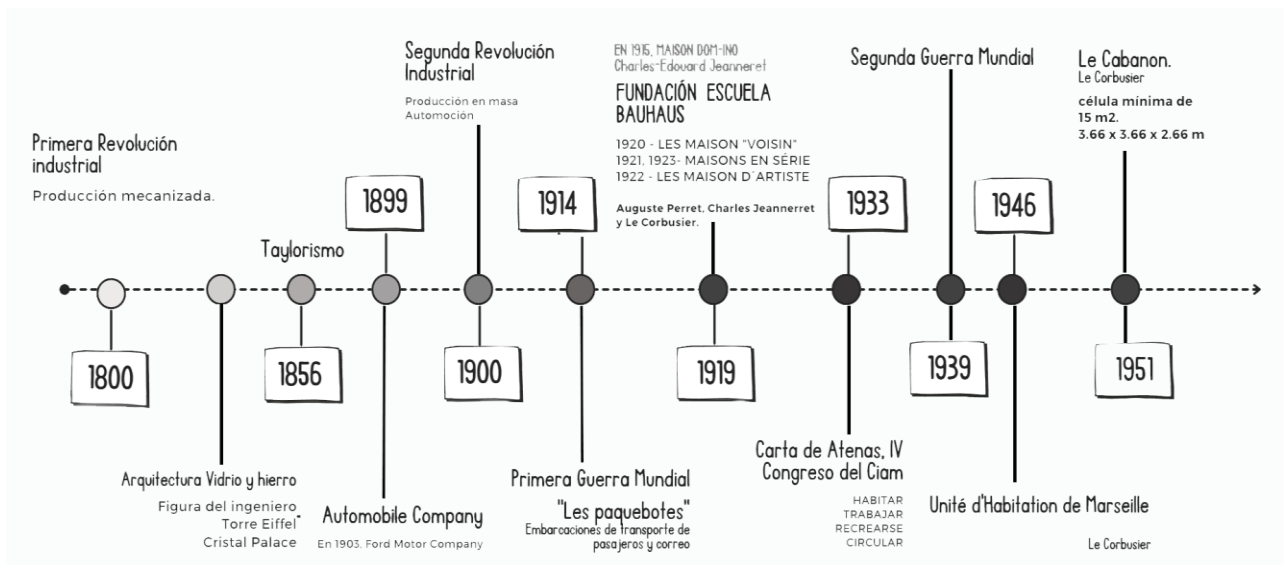 Primera Revolución
industrial
Producción mecanizada.
1800
Arquitectura Vidrio y hierro
Figura del ingeniero
Torre Eiffel
Cristal Palace
Taylorismo
1856
1899
Automobile Company
En 1903, Ford Motor Company
Segunda Revolución
Industrial
Producción en masa
Automoción
1900
1914
Primera Guerra Mundial
"Les paquebotes"
Embarcaciones de transporte de
pasajeros y correo
EN 1915, MAISON DOM-INO
Charles-Edouard Jeanneret
FUNDACIÓN ESCUELA
BAUHAUS
1920 - LES MAISON "VOISIN"
1921, 1923- MAISONS EN SÉRIE
1922 - LES MAISON D´ARTISTE
Auguste Perret, Charles Jeannerret
y Le Corbusier.
1919
1933
Carta de Atenas, IV
Congreso del Ciam
HABITAR
TRABAJAR
RECREARSE
CIRCULAR
Segunda Guerra Mundial
1939
1946
Unité d'Habitation de Marseille
Le Corbusier
Le Cabanon.
Le Corbusier
célula mínima de
15 m2.
3.66 x 3.66 x 2.66 m
1951